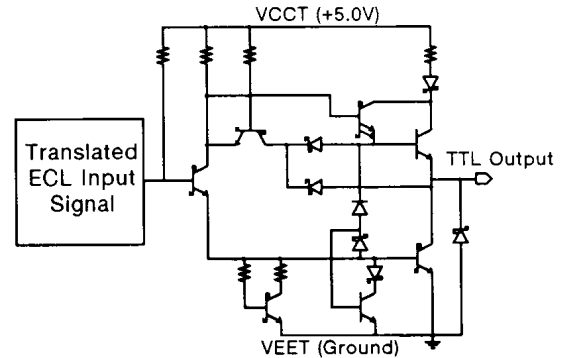 VCCT (+5.0V)
Translated
ECL Input
Signal
TTL Output
VEET (Ground)